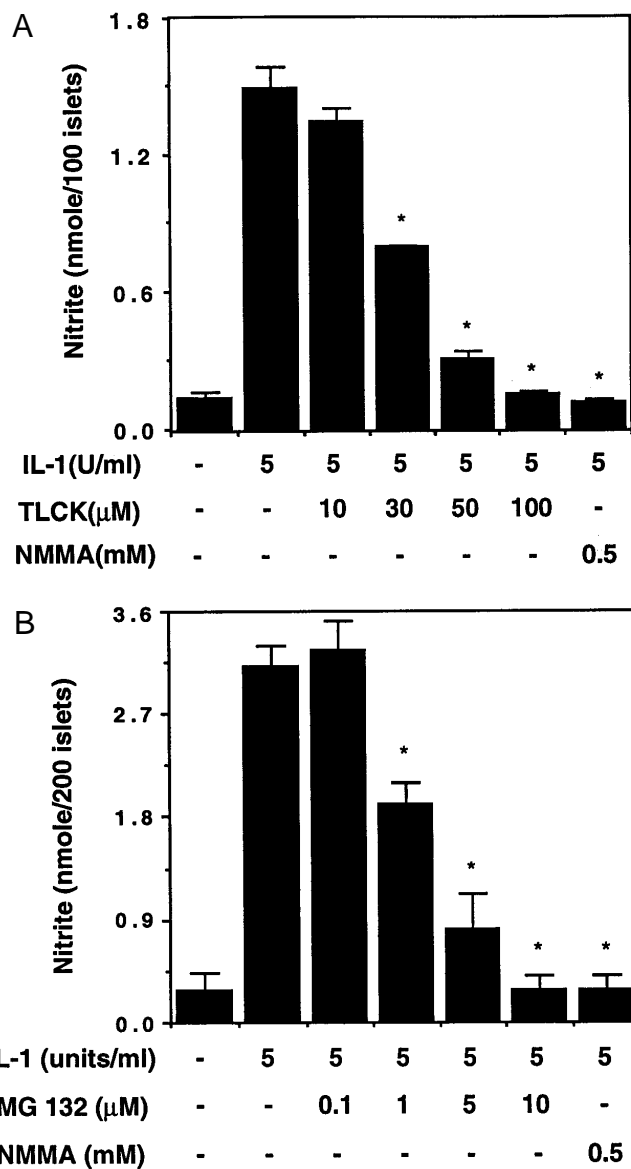 A
1.8
1.2
0.6
0.0
Nitrite (nmole/100 islets)
* * * *
IL-1(U/ml) - 5 5 5 5 5 5
TLCK(μM) - - 10 30 50 100 -
NMMA(mM) - - - - - - 0.5
B
3.6
2.7
1.8
0.9
0.0
Nitrite (nmole/200 islets)
* * * *
L-1 (units/ml) - 5 5 5 5 5 5
MG 132 (μM) - - 0.1 1 5 10 -
NMMA (mM) - - - - - - 0.5